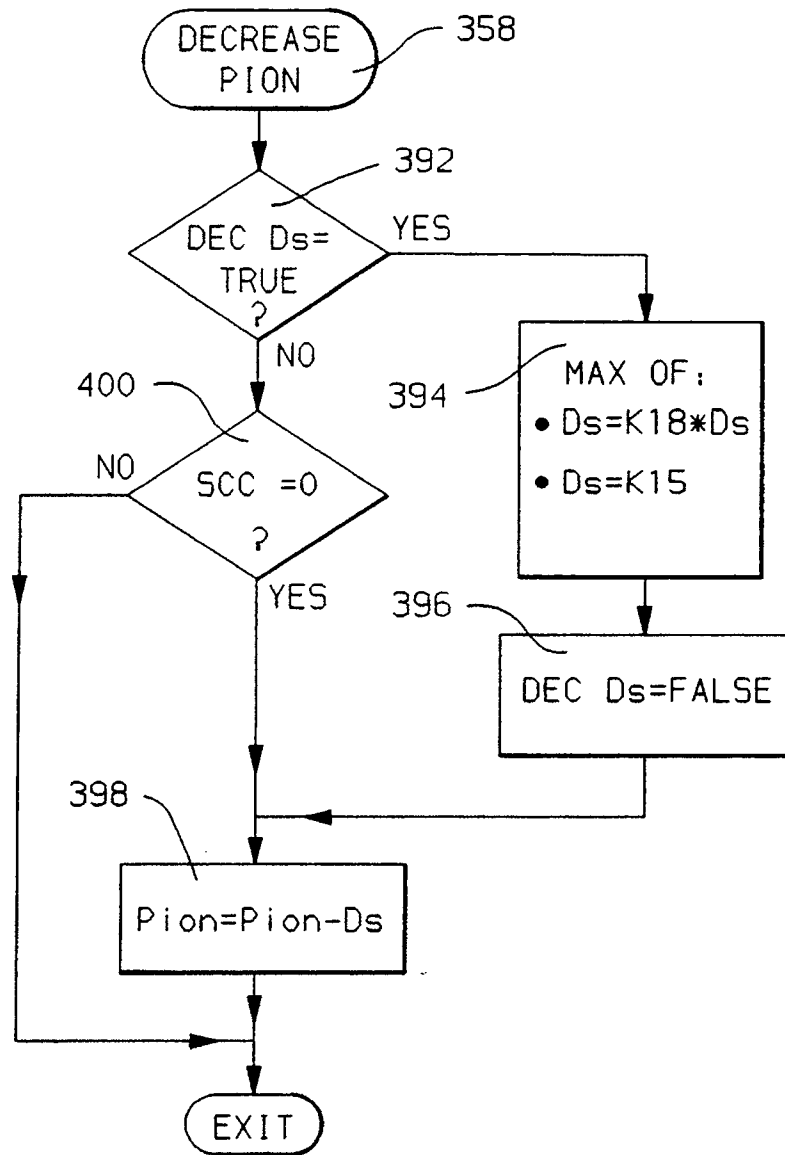 DECREASE
PION
358
392
DEC Ds=
TRUE
?
YES
NO
394
MAX OF:
• Ds=K18*Ds
• Ds=K15
400
NO
SCC =0
?
YES
396
DEC Ds=FALSE
398
Pion=Pion-Ds
EXIT